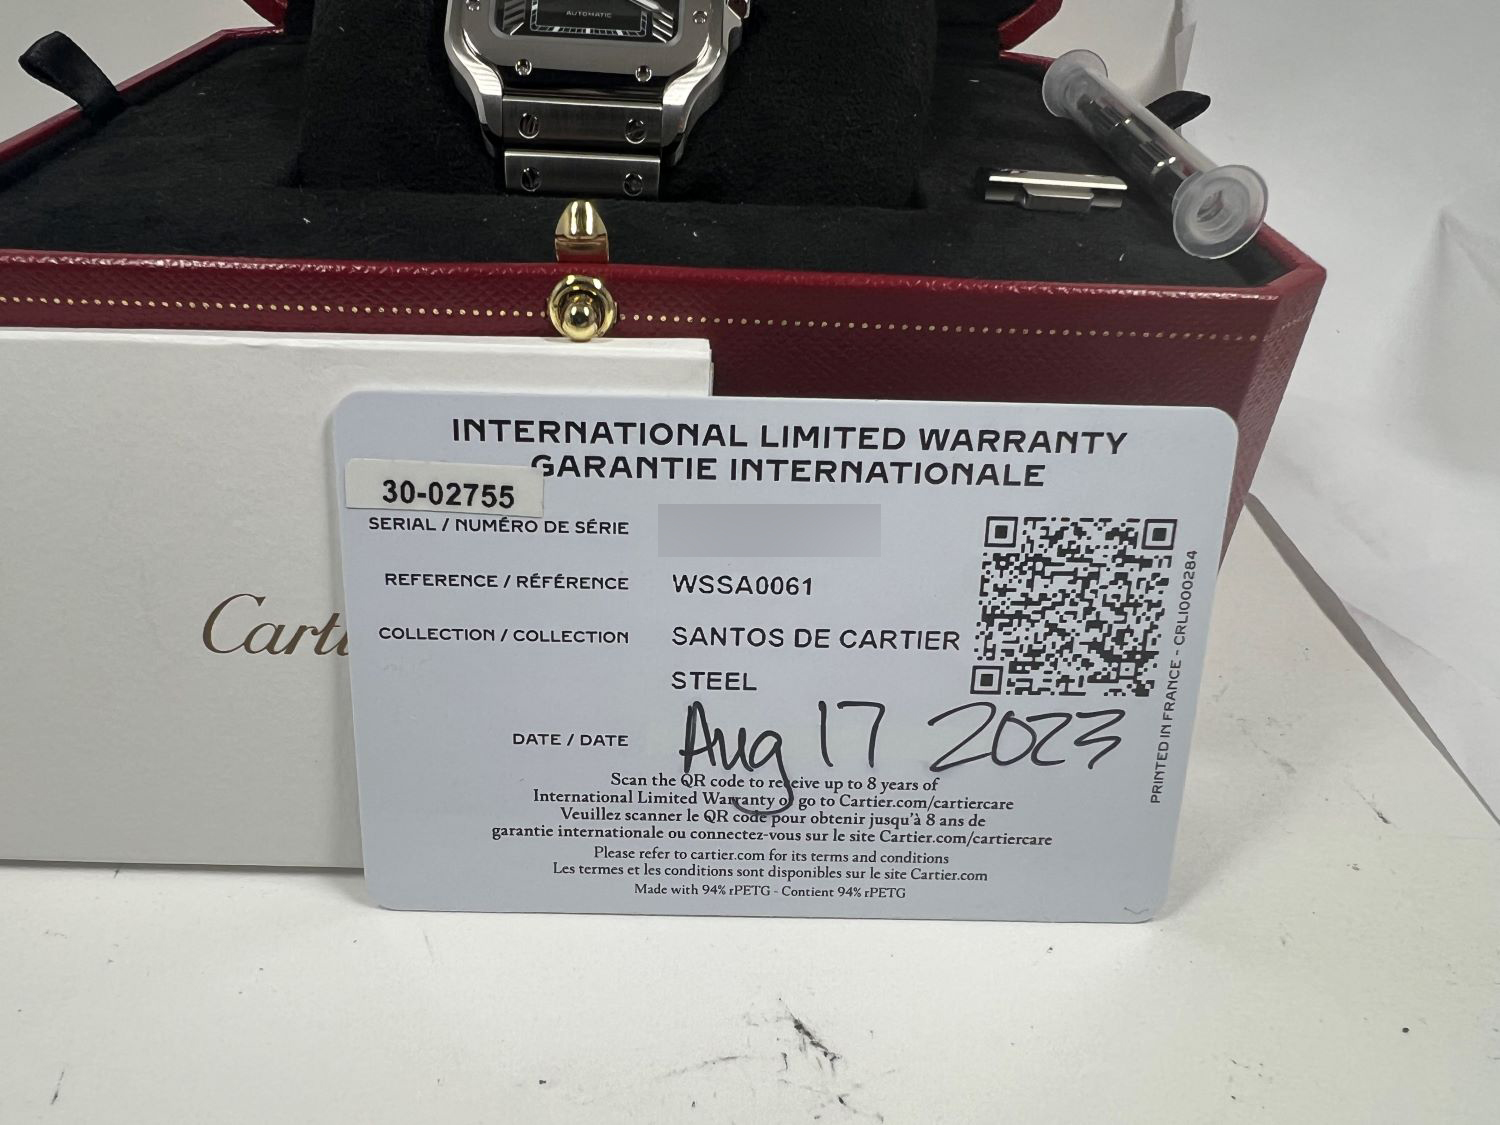 AUTOMATIC
INTERNATIONAL LIMITED WARRANTY
GARANTIE INTERNATIONALE
30-02755
SERIAL / NUMÉRO DE SÉRIE
REFERENCE / RÉFÉRENCE WSSA0061
COLLECTION / COLLECTION SANTOS DE CARTIER
STEEL
DATE / DATE Aug 17 2023
Scan the QR code to receive up to 8 years of
International Limited Warranty or go to Cartier.com/cartiercare
Veuillez scanner le QR code pour obtenir jusqu'à 8 ans de
garantie internationale ou connectez-vous sur le site Cartier.com/cartiercare
Please refer to cartier.com for its terms and conditions
Les termes et les conditions sont disponibles sur le site Cartier.com
Made with 94% rPETG - Contient 94% rPETG
PRINTED IN FRANCE - CRLI000284
Carti